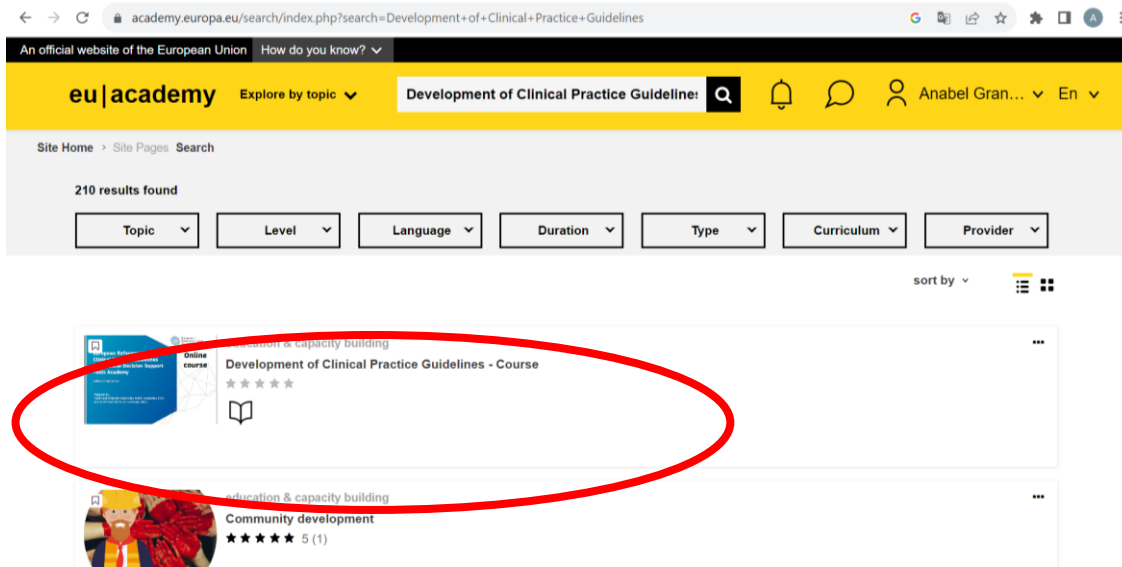 academy.europa.eu/search/index.php?search=Development+of+Clinical+Practice+Guidelines
A
An official website of the European Union How do you know?
eu|academy Explore by topic Development of Clinical Practice Guideline Anabel Gran... En
Site Home › Site Pages Search
210 results found
Topic Level Language Duration Type Curriculum Provider
sort by
Online
course
Academy
education & capacity building
Development of Clinical Practice Guidelines - Course
education & capacity building
Community development
5 (1)